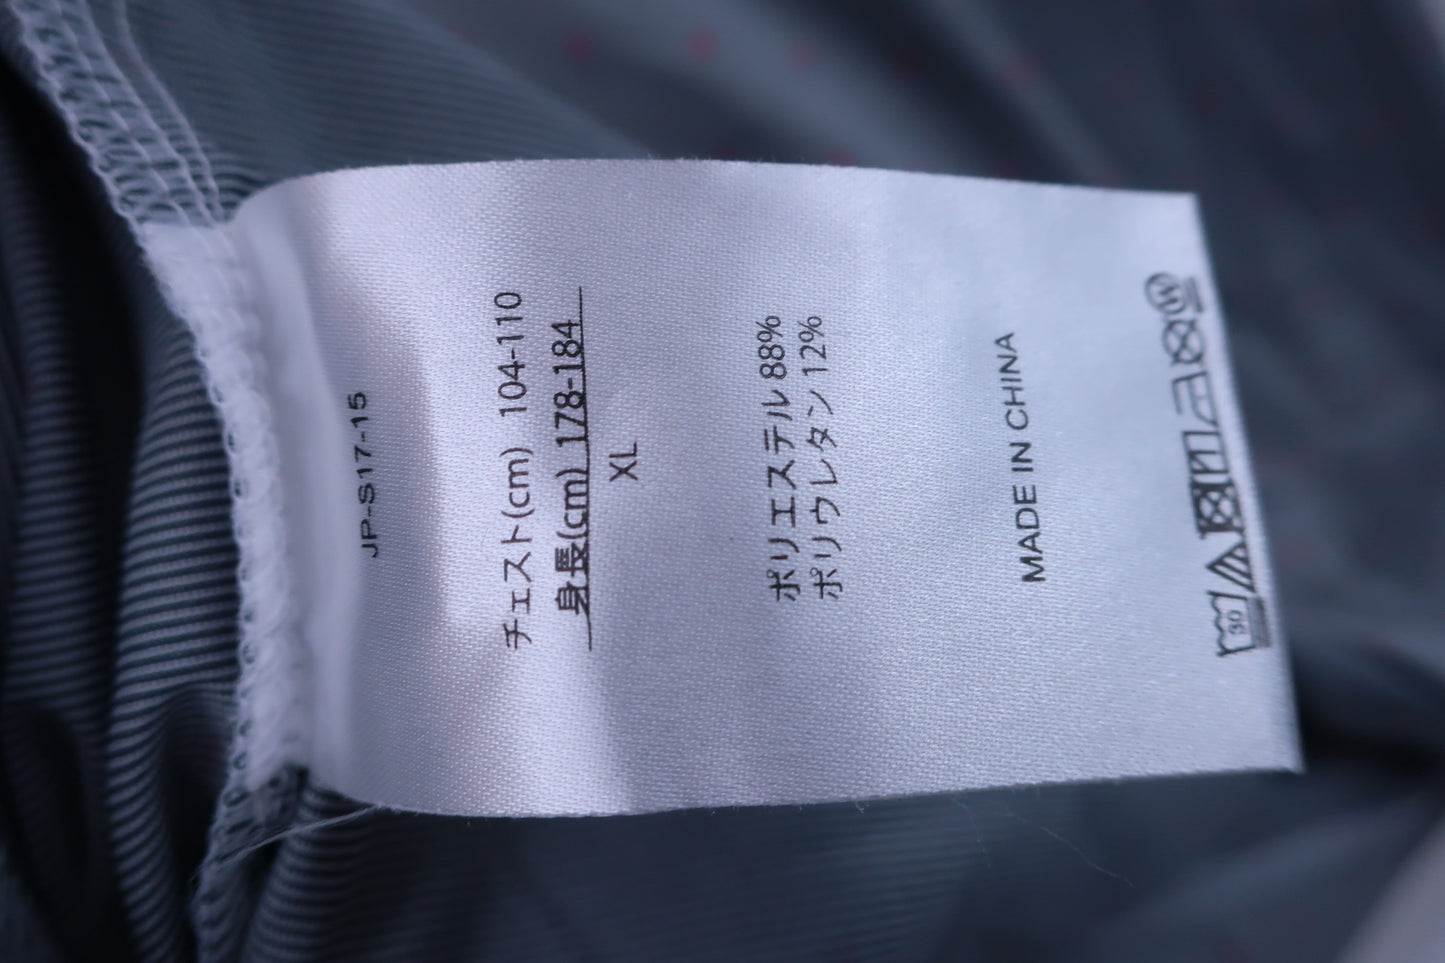 JP-S17-15
チェスト(cm) 104-110
身長(cm) 178-184
XL
ポリエステル 88%
ポリウレタン 12%
MADE IN CHINA
30
W